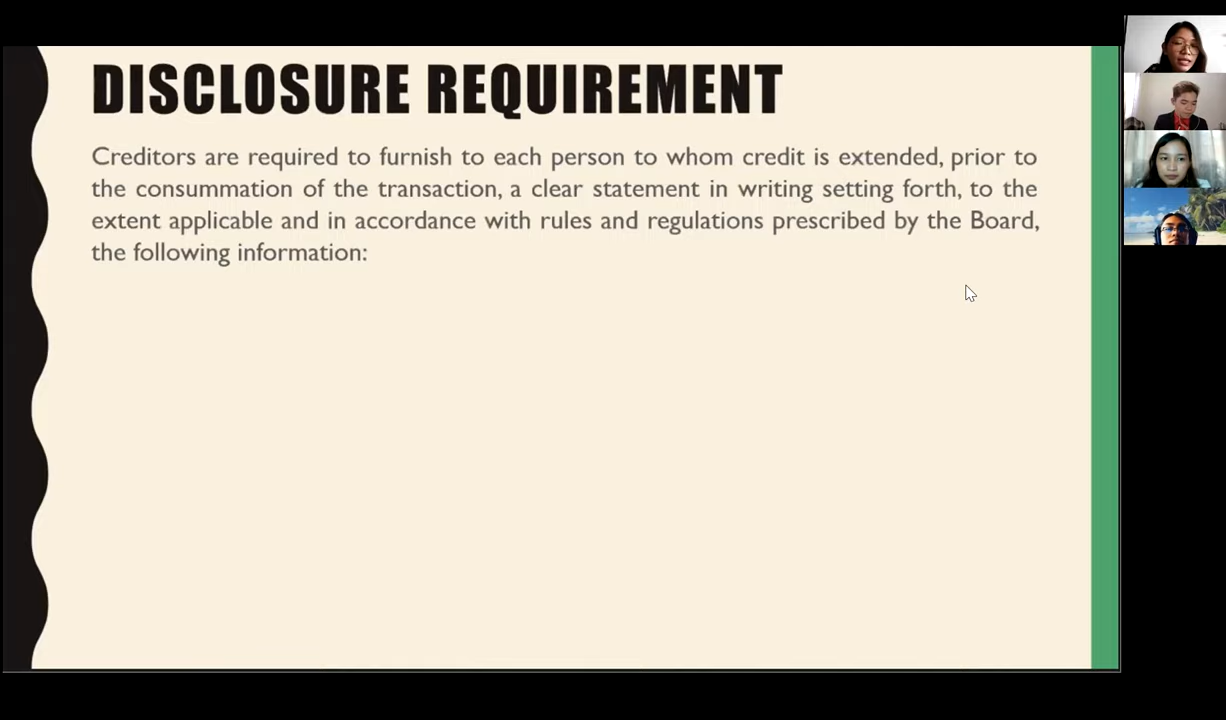 DISCLOSURE REQUIREMENT
Creditors are required to furnish to each person to whom credit is extended, prior to
the consummation of the transaction, a clear statement in writing setting forth, to the
extent applicable and in accordance with rules and regulations prescribed by the Board,
the following information: